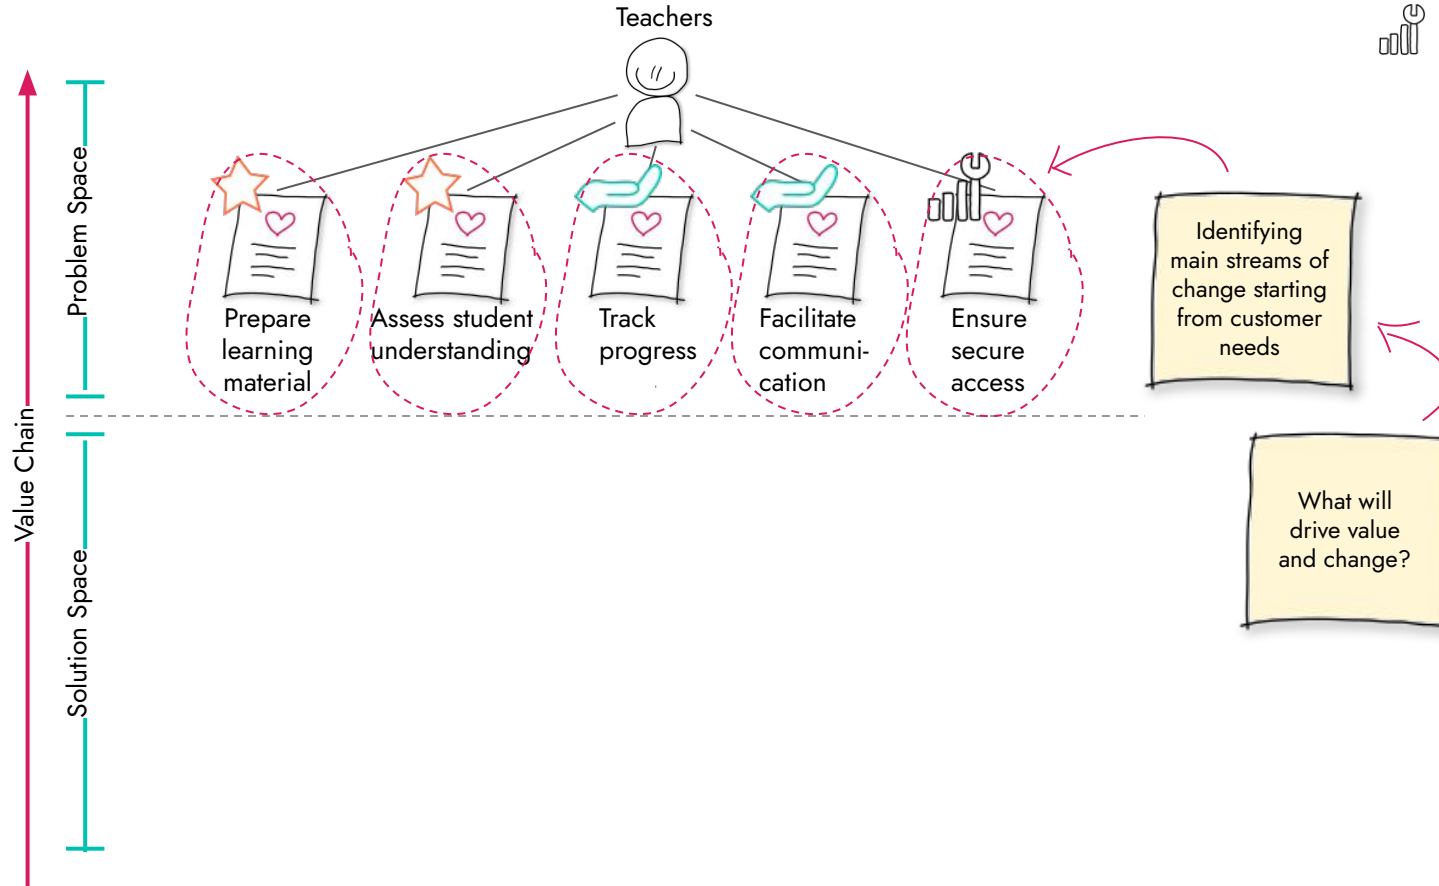 Teachers
Problem Space
Prepare
learning
material
Assess student
understanding
Track
progress
Facilitate
communi-
cation
Ensure
secure
access
Identifying
main streams of
change starting
from customer
needs
Value Chain
Solution Space
What will
drive value
and change?